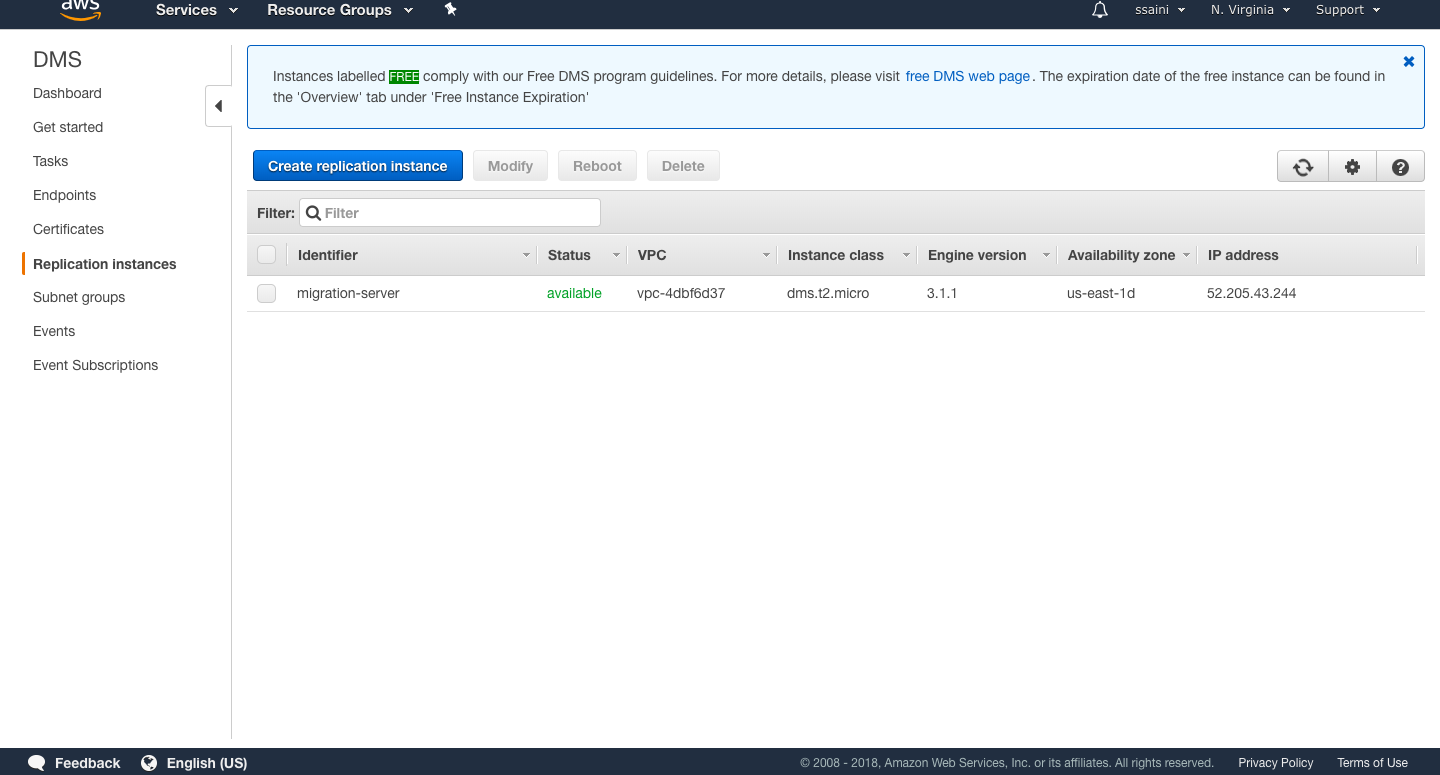 aws Services Resource Groups ssaini N. Virginia Support
DMS
Dashboard
Get started
Tasks
Endpoints
Certificates
Replication instances
Subnet groups
Events
Event Subscriptions
Instances labelled FREE comply with our Free DMS program guidelines. For more details, please visit free DMS web page. The expiration date of the free instance can be found in
the 'Overview' tab under 'Free Instance Expiration'
Create replication instance Modify Reboot Delete
Filter: Filter
Identifier Status VPC Instance class Engine version Availability zone IP address
migration-server available vpc-4dbf6d37 dms.t2.micro 3.1.1 us-east-1d 52.205.43.244
Feedback English (US) © 2008 - 2018, Amazon Web Services, Inc. or its affiliates. All rights reserved. Privacy Policy Terms of Use